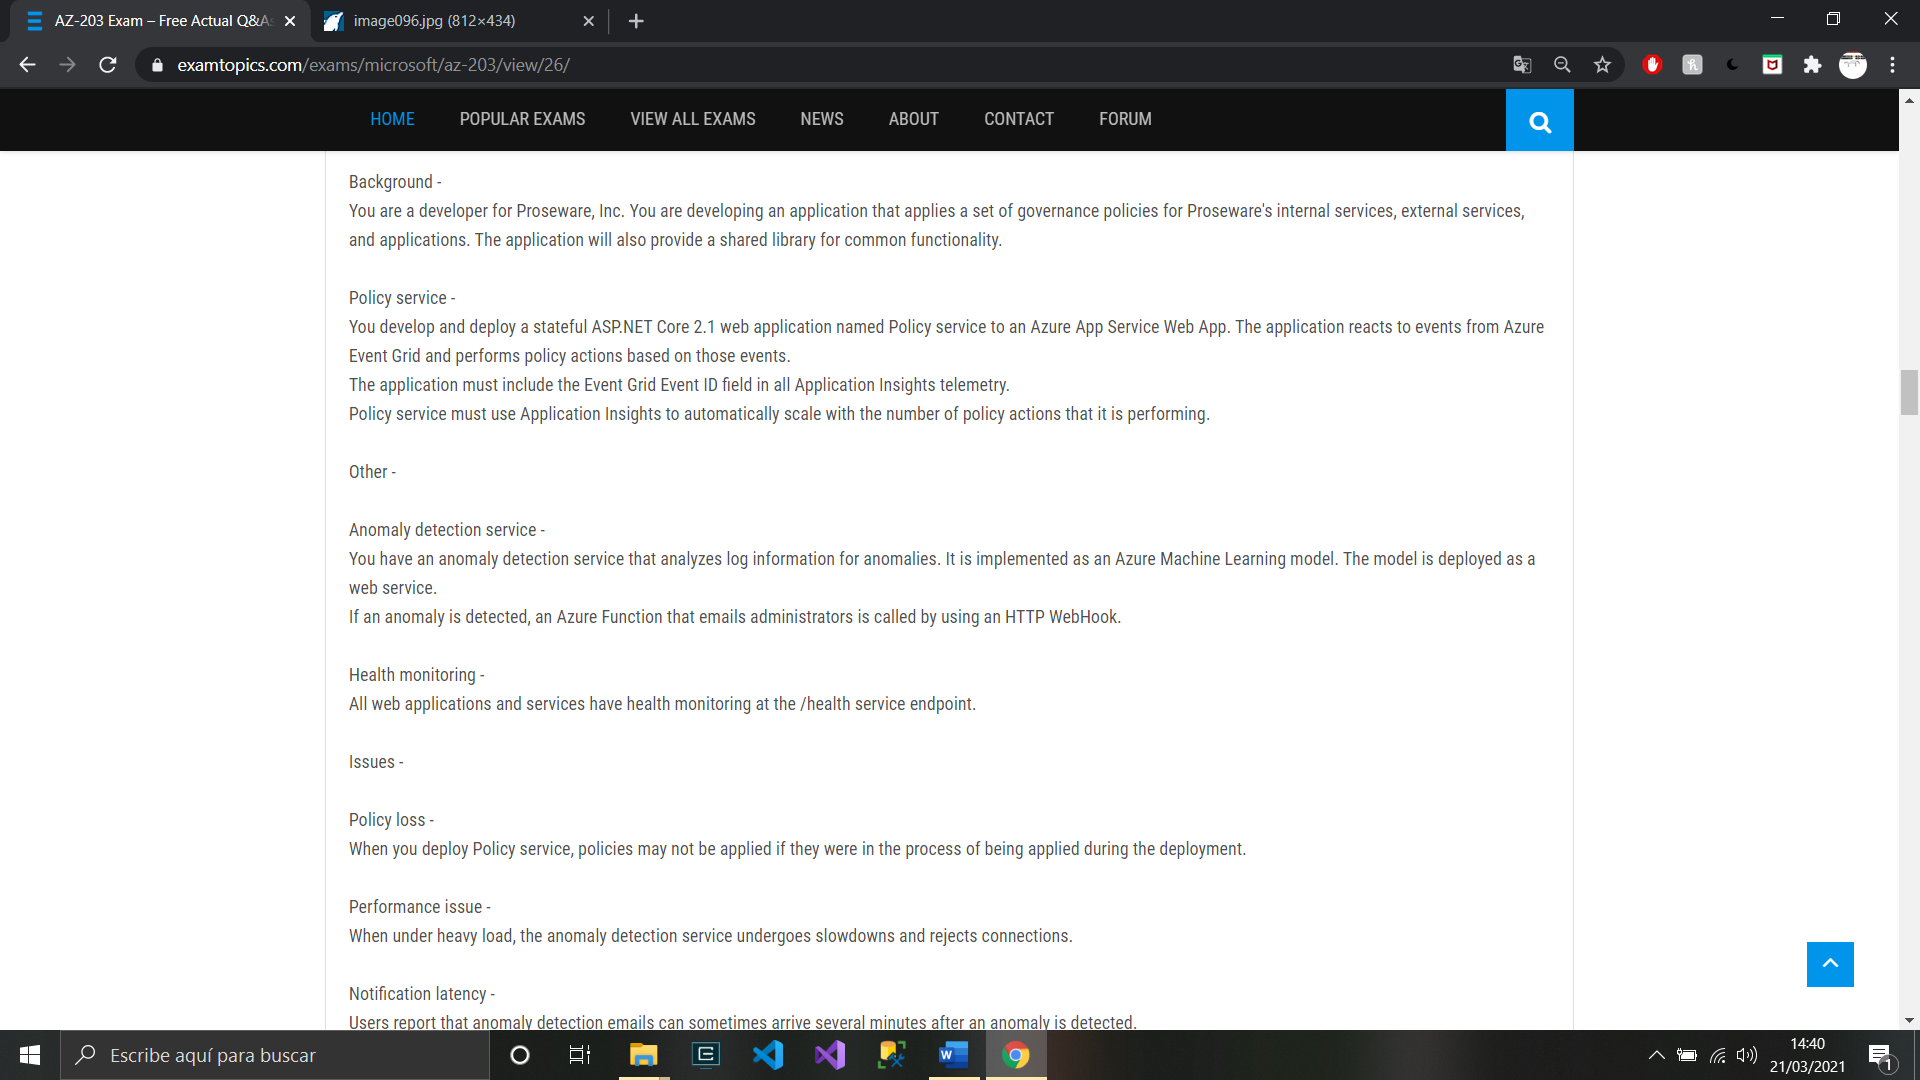 AZ-203 Exam – Free Actual Q&As
image096.jpg (812×434)
examtopics.com/exams/microsoft/az-203/view/26/
HOME POPULAR EXAMS VIEW ALL EXAMS NEWS ABOUT CONTACT FORUM
Background -
You are a developer for Proseware, Inc. You are developing an application that applies a set of governance policies for Proseware's internal services, external services,
and applications. The application will also provide a shared library for common functionality.
Policy service -
You develop and deploy a stateful ASP.NET Core 2.1 web application named Policy service to an Azure App Service Web App. The application reacts to events from Azure
Event Grid and performs policy actions based on those events.
The application must include the Event Grid Event ID field in all Application Insights telemetry.
Policy service must use Application Insights to automatically scale with the number of policy actions that it is performing.
Other -
Anomaly detection service -
You have an anomaly detection service that analyzes log information for anomalies. It is implemented as an Azure Machine Learning model. The model is deployed as a
web service.
If an anomaly is detected, an Azure Function that emails administrators is called by using an HTTP WebHook.
Health monitoring -
All web applications and services have health monitoring at the /health service endpoint.
Issues -
Policy loss -
When you deploy Policy service, policies may not be applied if they were in the process of being applied during the deployment.
Performance issue -
When under heavy load, the anomaly detection service undergoes slowdowns and rejects connections.
Notification latency -
Users report that anomaly detection emails can sometimes arrive several minutes after an anomaly is detected.
Escribe aquí para buscar
14:40
21/03/2021
1